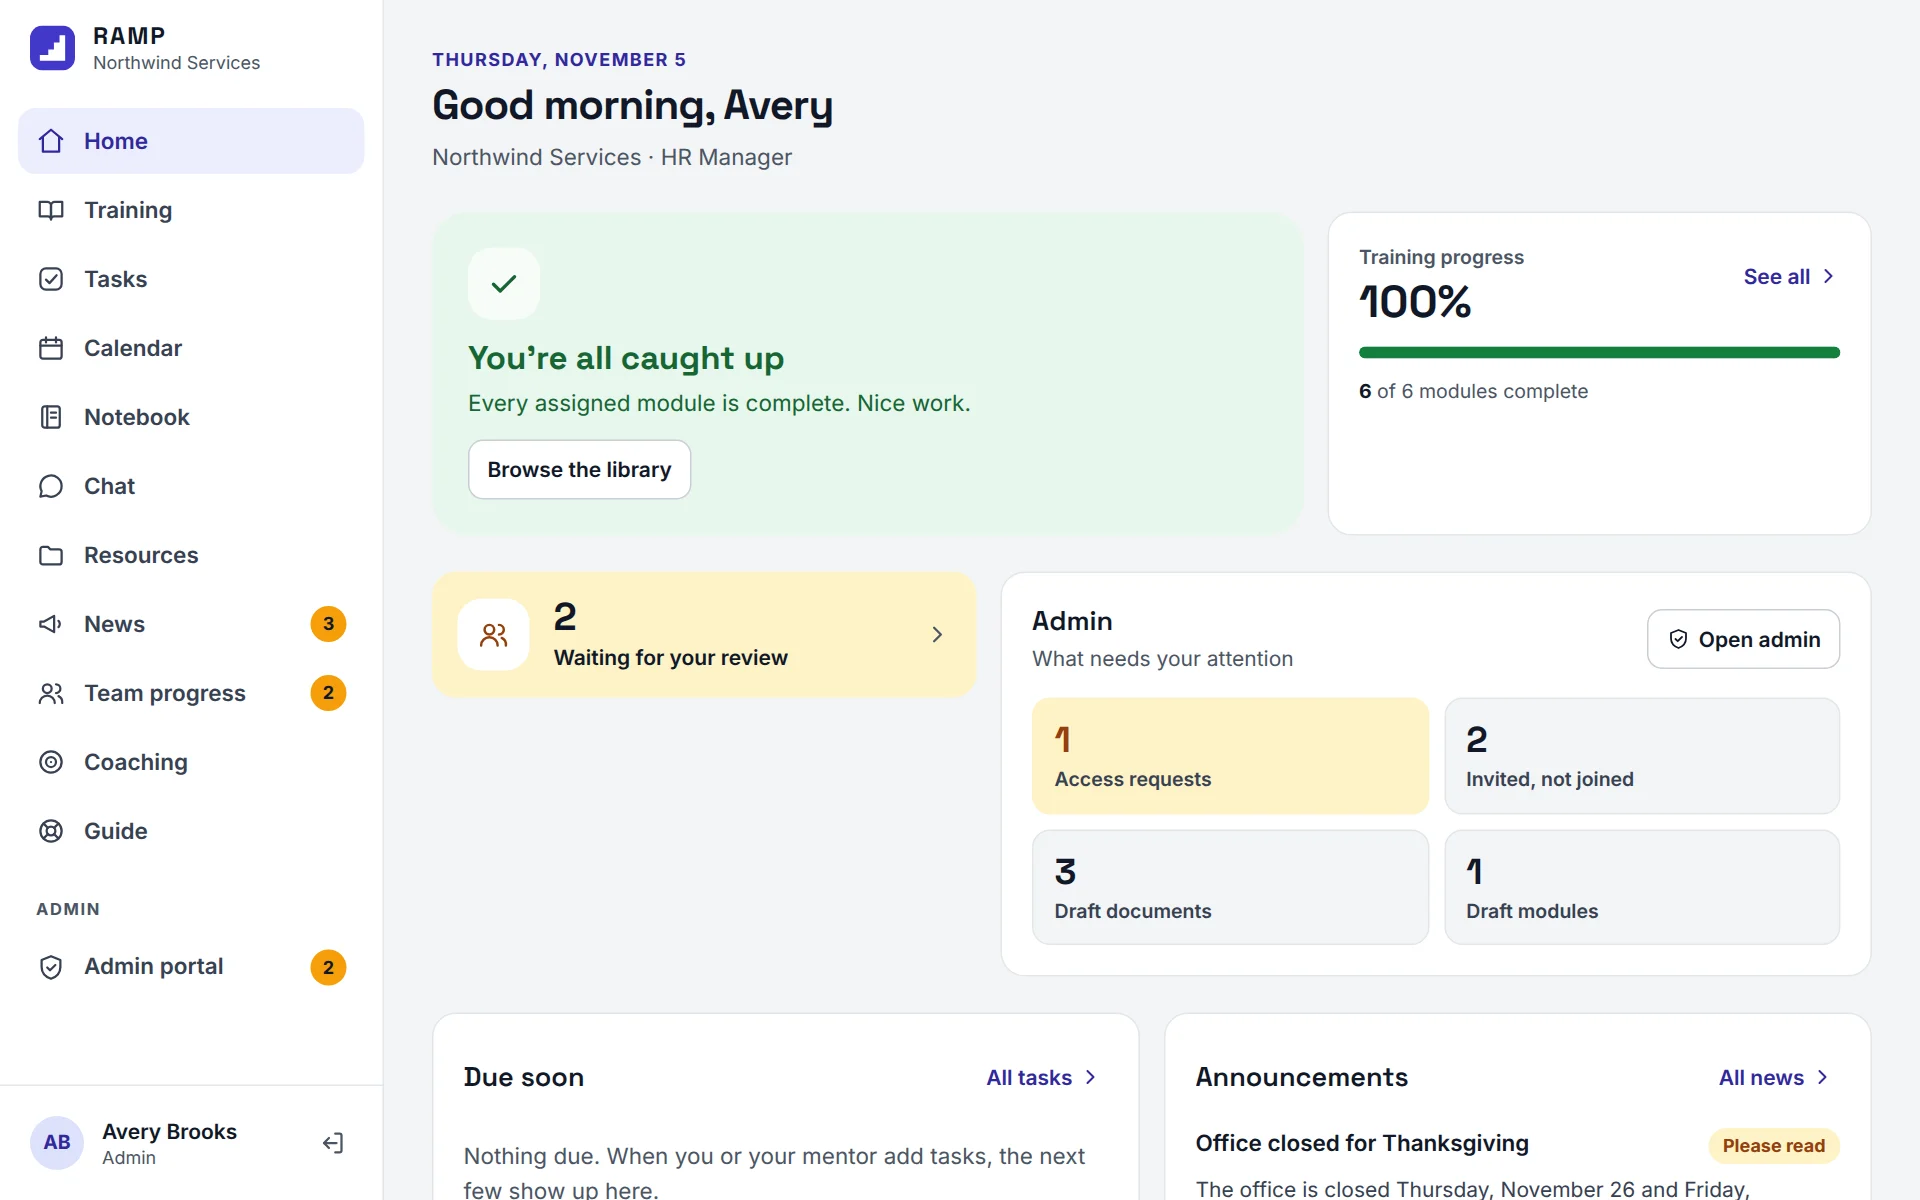 RAMP
Northwind Services
Home
Training
Tasks
Calendar
Notebook
Chat
Resources
News 3
Team progress 2
Coaching
Guide
ADMIN
Admin portal 2
AB
Avery Brooks
Admin
THURSDAY, NOVEMBER 5
Good morning, Avery
Northwind Services · HR Manager
You're all caught up
Every assigned module is complete. Nice work.
Browse the library
Training progress
100%
See all
6 of 6 modules complete
2
Waiting for your review
Admin
What needs your attention
Open admin
1
Access requests
2
Invited, not joined
3
Draft documents
1
Draft modules
Due soon
All tasks
Nothing due. When you or your mentor add tasks, the next
few show up here.
Announcements
All news
Office closed for Thanksgiving
Please read
The office is closed Thursday, November 26 and Friday,